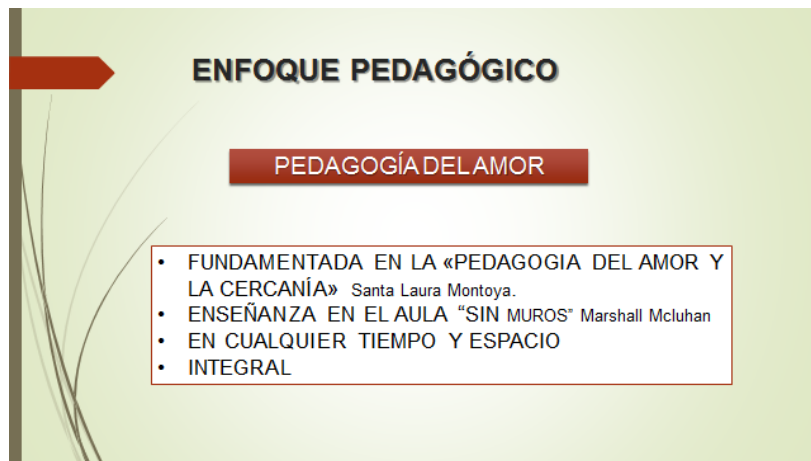 ENFOQUE PEDAGÓGICO
PEDAGOGÍA DEL AMOR
• FUNDAMENTADA EN LA «PEDAGOGIA DEL AMOR Y
LA CERCANÍA» Santa Laura Montoya.
• ENSEÑANZA EN EL AULA “SIN MUROS” Marshall Mcluhan
• EN CUALQUIER TIEMPO Y ESPACIO
• INTEGRAL